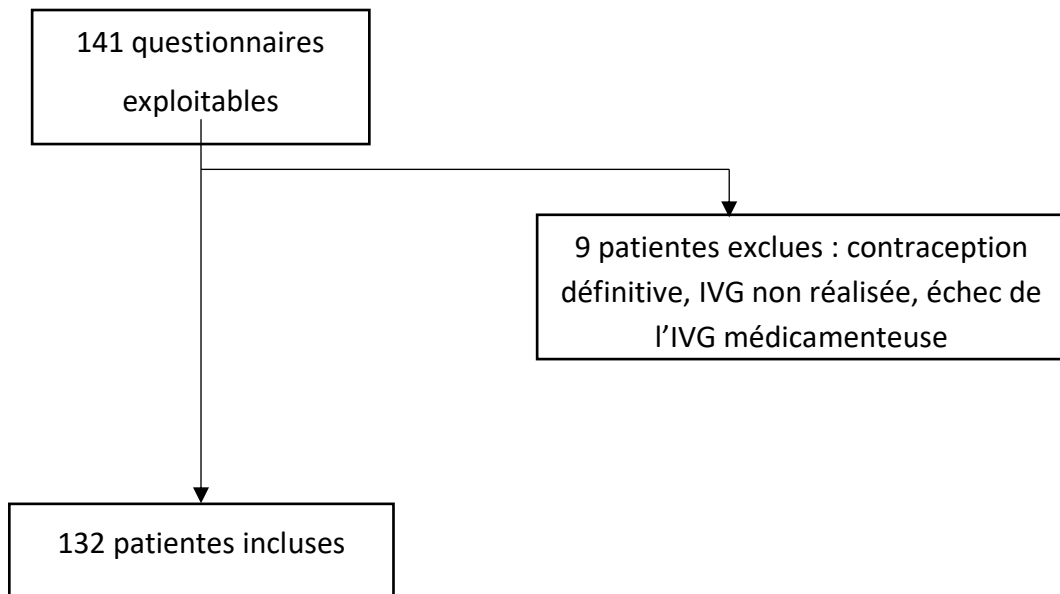 141 questionnaires
exploitables
9 patientes exclues : contraception
définitive, IVG non réalisée, échec de
l’IVG médicamenteuse
132 patientes incluses